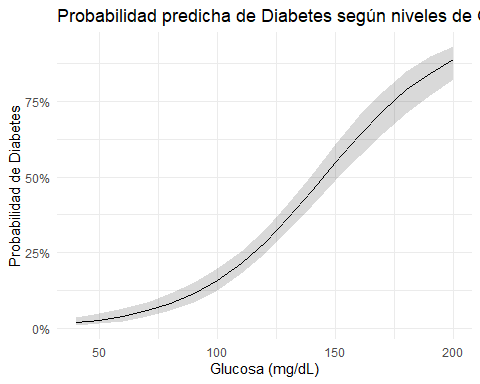 Probabilidad predicha de Diabetes según niveles de
Probabilidad de Diabetes
75%
50%
25%
0%
50
100
150
200
Glucosa (mg/dL)